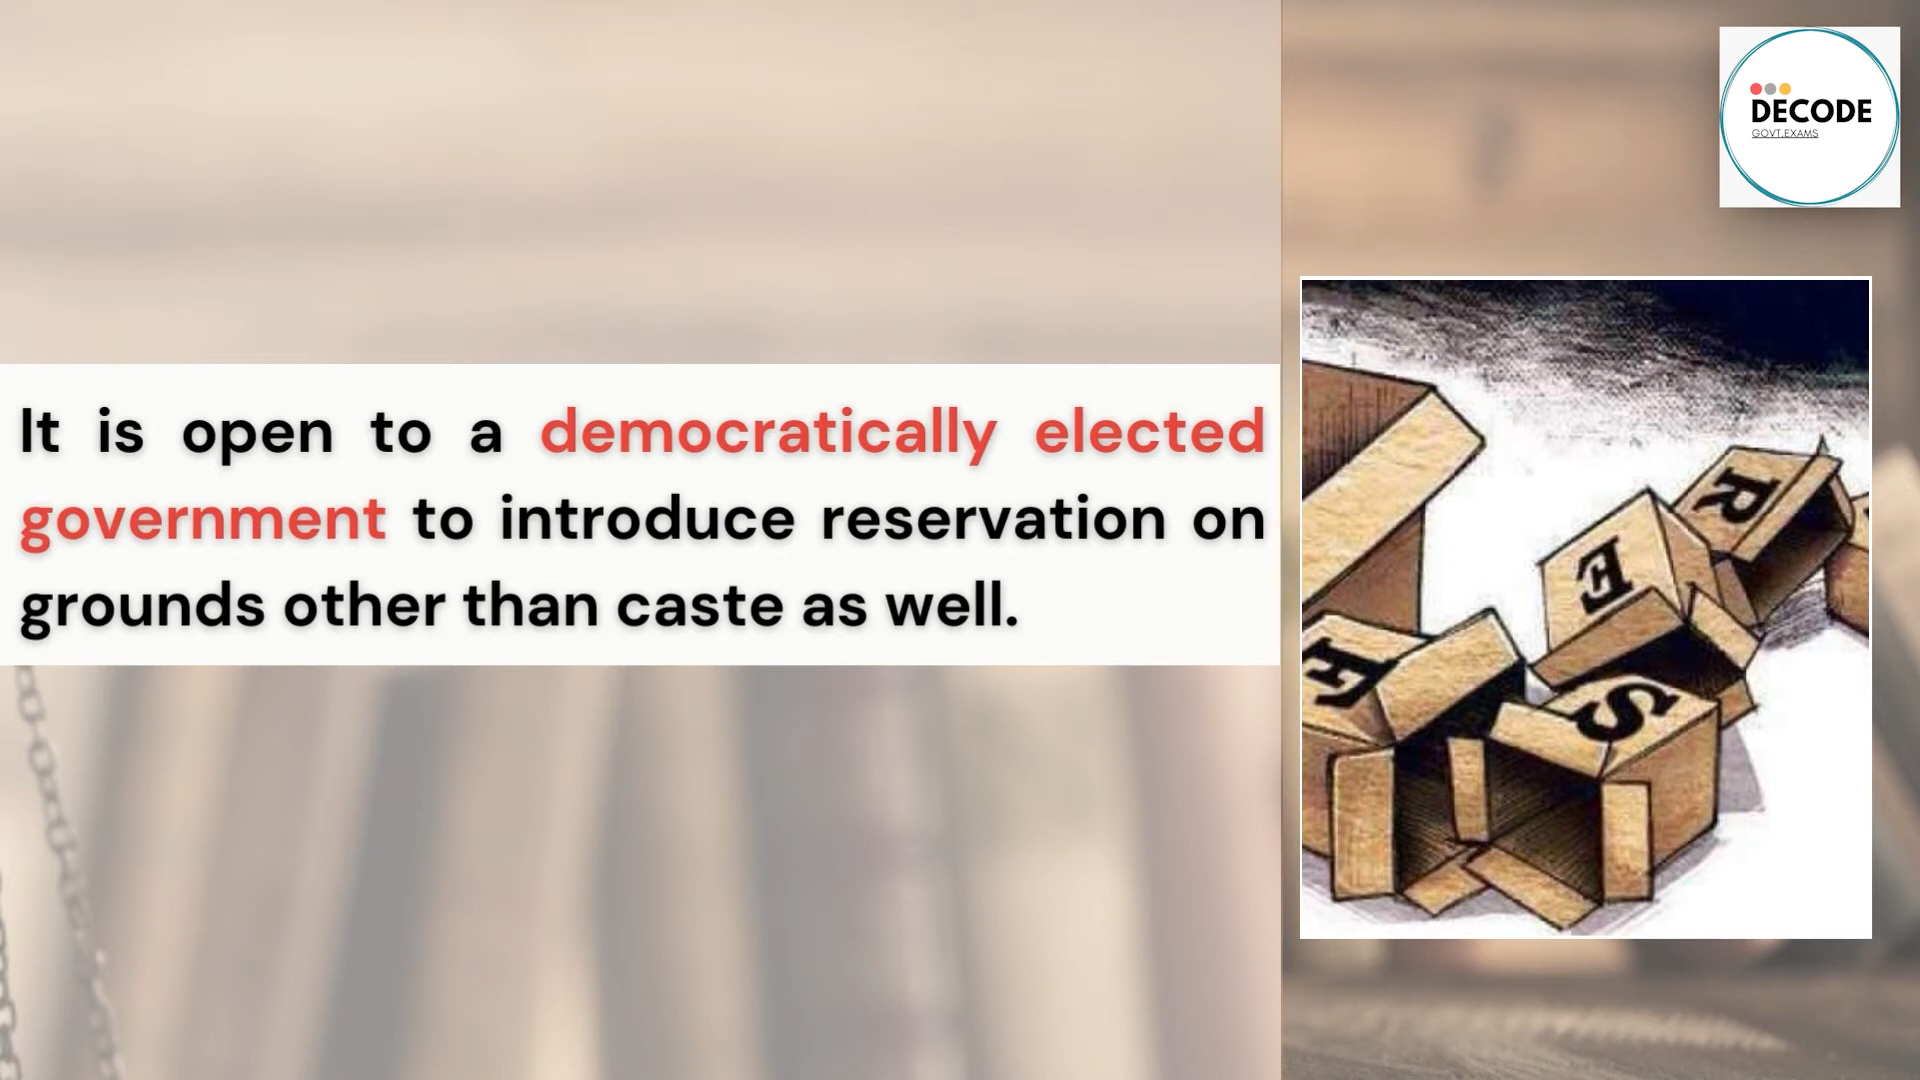 DECODE
GOVT.EXAMS
It is open to a democratically elected
government to introduce reservation on
grounds other than caste as well.
R
E
S
E